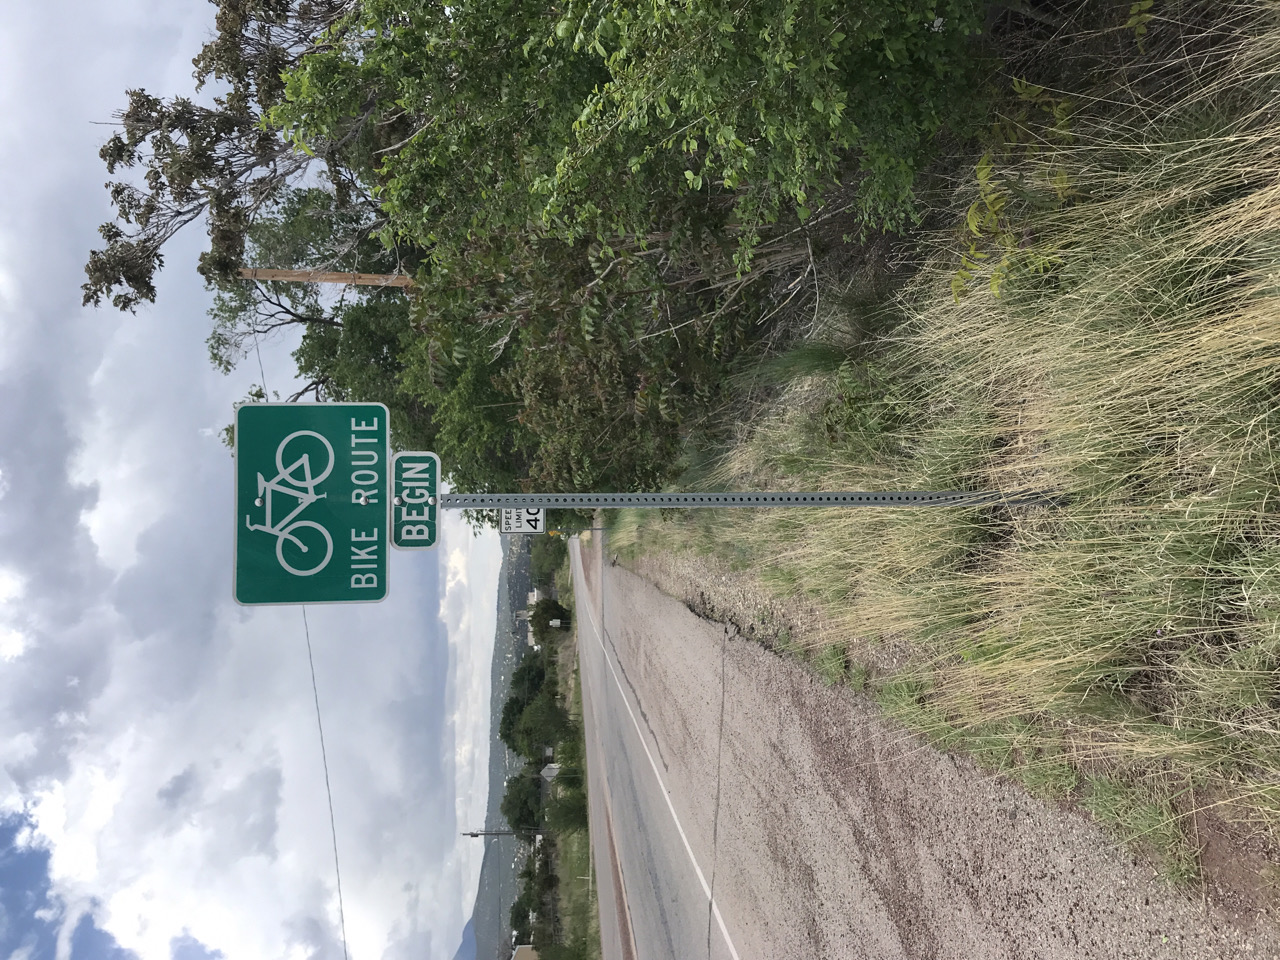 BIKE ROUTE
BEGIN
SPEED
LIMIT
40